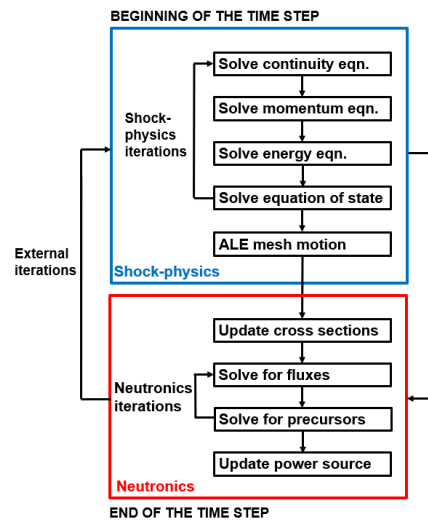 BEGINNING OF THE TIME STEP
Solve continuity eqn.
Solve momentum eqn.
Shock-
physics
iterations
Solve energy eqn.
Solve equation of state
ALE mesh motion
External
iterations
Shock-physics
Update cross sections
Solve for fluxes
Neutronics
iterations
Solve for precursors
Update power source
Neutronics
END OF THE TIME STEP